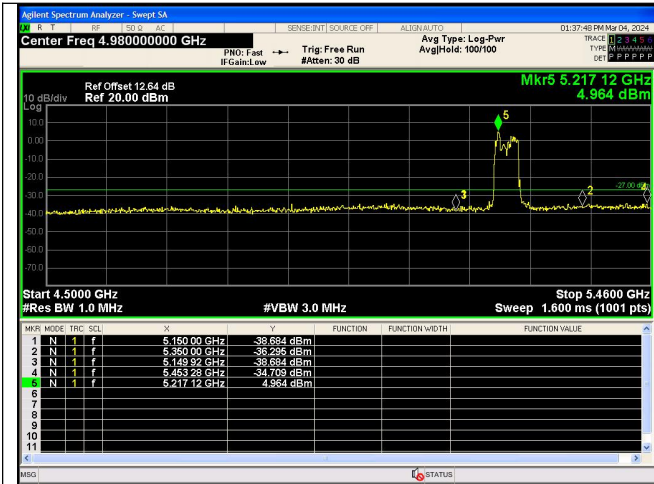 Agilent Spectrum Analyzer - Swept SA
R T RF 50 Ω AC SENSE:INT SOURCE OFF ALIGN AUTO 01:37:48 PM Mar 04, 2024
Center Freq 4.980000000 GHz Avg Type: Log-Pwr TRACE 1 2 3 4 5 6
PNO: Fast Trig: Free Run Avg|Hold: 100/100 TYPE M
IFGain:Low #Atten: 30 dB DET P P P P P P
Mkr5 5.217 12 GHz
Ref Offset 12.64 dB
10 dB/div Ref 20.00 dBm 4.964 dBm
Log
5
10.0
0.00
-10.0
-20.0
-27.00 dBm
3 2 4
-30.0
-40.0
-50.0
-60.0
-70.0
Start 4.5000 GHz Stop 5.4600 GHz
#Res BW 1.0 MHz #VBW 3.0 MHz Sweep 1.600 ms (1001 pts)
MKR MODE TRC SCL X Y FUNCTION FUNCTION WIDTH FUNCTION VALUE
1 N 1 f 5.150 00 GHz -38.684 dBm
2 N 1 f 5.350 00 GHz -36.295 dBm
3 N 1 f 5.149 92 GHz -38.684 dBm
4 N 1 f 5.453 28 GHz -34.709 dBm
5 N 1 f 5.217 12 GHz 4.964 dBm
6
7
8
9
10
11
MSG STATUS